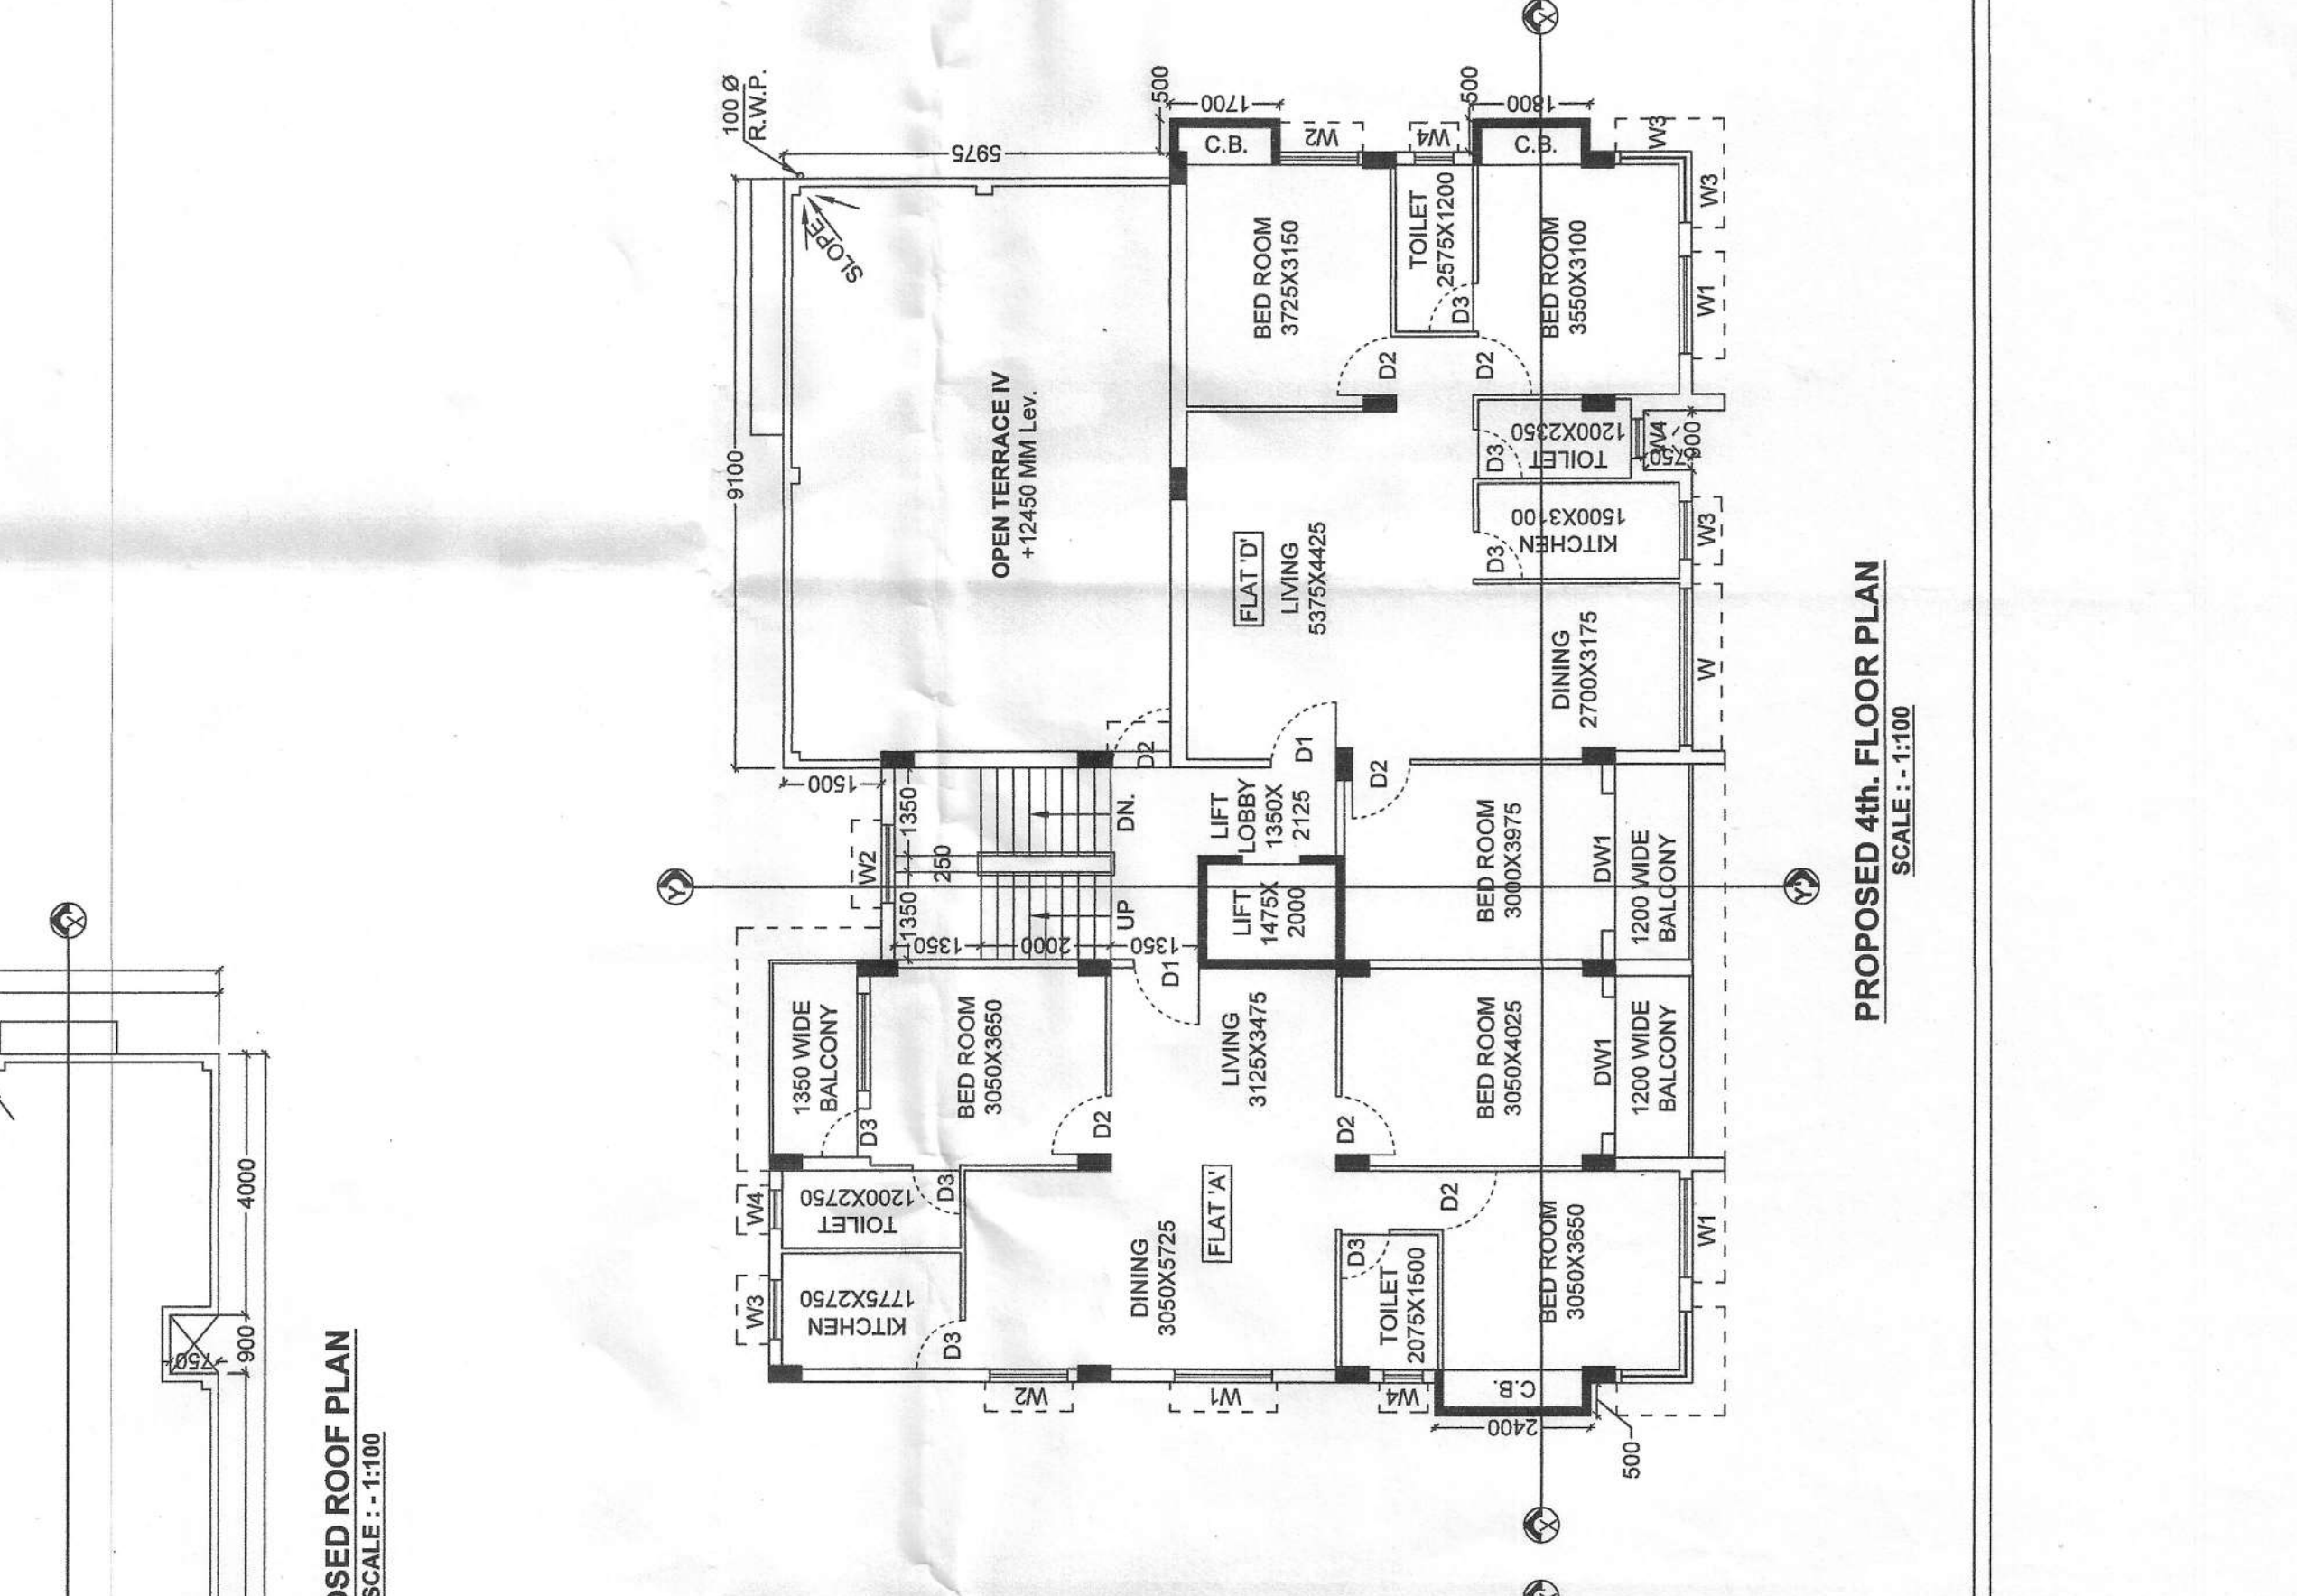 PROPOSED 4th. FLOOR PLAN
SCALE : - 1:100
OSED ROOF PLAN
SCALE : - 1:100
4000
900
750
100 Ø
R.W.P.
SLOPE
9100
5975
1500
OPEN TERRACE IV
+12450 MM Lev.
500
1700
C.B.
W2
W4
500
1800
C.B.
W3
W3
W1
BED ROOM
3725X3150
TOILET
2575X1200
D3
BED ROOM
3550X3100
D2
D2
TOILET
1200X2350
D3
W4
750
900
KITCHEN
1500X3100
D3
W3
FLAT 'D'
LIVING
5375X4425
DINING
2700X3175
W
D2
D1
D2
W2
1350
250
1350
1350
2000
1350
DN.
UP
LIFT
LOBBY
1350X
2125
LIFT
1475X
2000
BED ROOM
3000X3975
DW1
1200 WIDE
BALCONY
Y
Y'
X
X
X
1350 WIDE
BALCONY
D3
BED ROOM
3050X3650
D2
D1
LIVING
3125X3475
BED ROOM
3050X4025
D2
DW1
1200 WIDE
BALCONY
W4
TOILET
1200X2750
D3
W3
KITCHEN
1775X2750
D3
DINING
3050X5725
FLAT 'A'
D2
D3
TOILET
2075X1500
BED ROOM
3050X3650
W1
W2
W1
W4
C.B.
2400
500